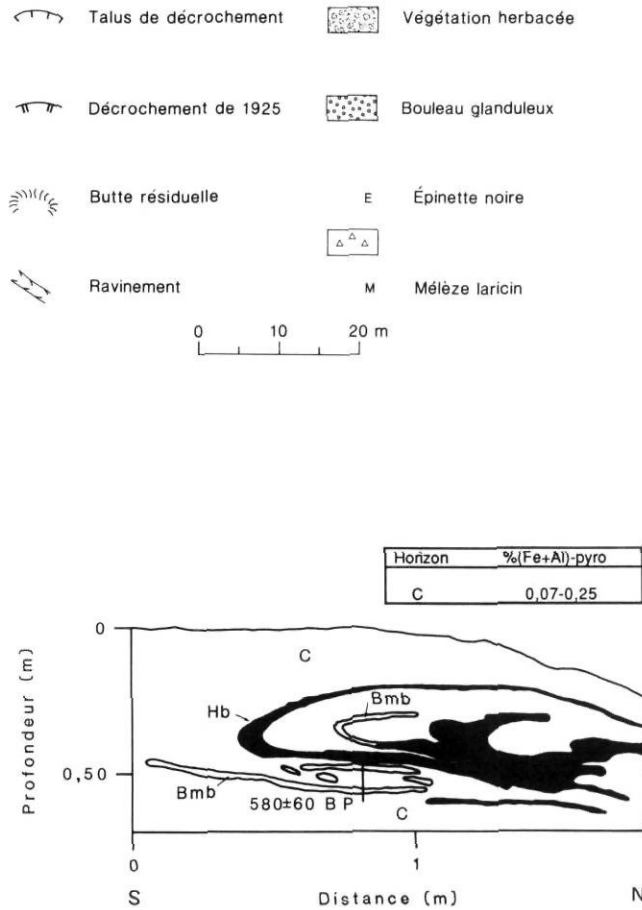 Talus de décrochement
Végétation herbacée
Décrochement de 1925
Bouleau glanduleux
Butte résiduelle
E Épinette noire
Ravinement
M Mélèze laricin
0 10 20 m
Horizon %(Fe+Al)-pyro
C 0,07-0,25
0
C
Bmb
Hb
Profondeur (m)
0,50
Bmb
580±60 B P
C
0 1
S Distance (m) N